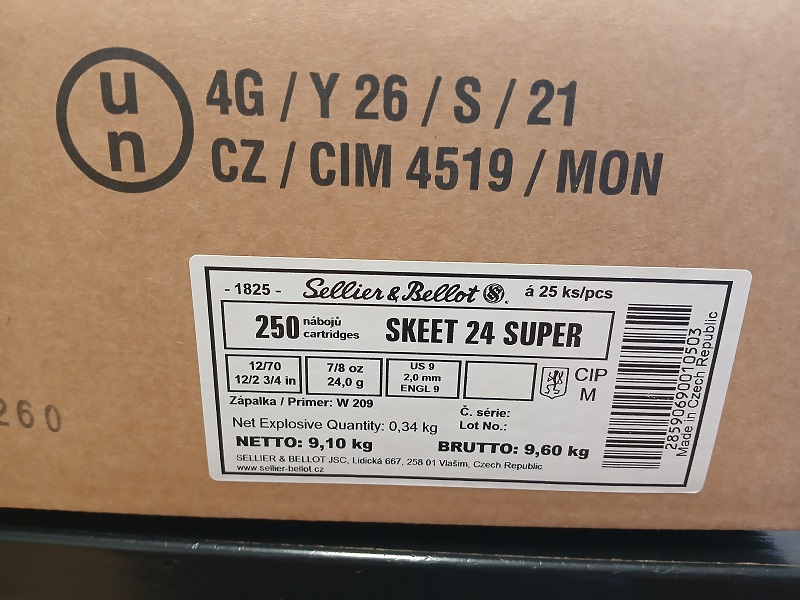 u n
4G / Y 26 / S / 21
CZ / CIM 4519 / MON
- 1825 - Sellier & Bellot S&B® á 25 ks/pcs
250 nábojů cartridges SKEET 24 SUPER
12/70
12/2 3/4 in
7/8 oz
24,0 g
US 9
2,0 mm
ENGL 9
CIP
M
Zápalka / Primer: W 209
Č. série:
Net Explosive Quantity: 0,34 kg
Lot No.:
NETTO: 9,10 kg
BRUTTO: 9,60 kg
SELLIER & BELLOT JSC, Lidická 667, 258 01 Vlašim, Czech Republic
www.sellier-bellot.cz
28590690010503
Made in Czech Republic
260